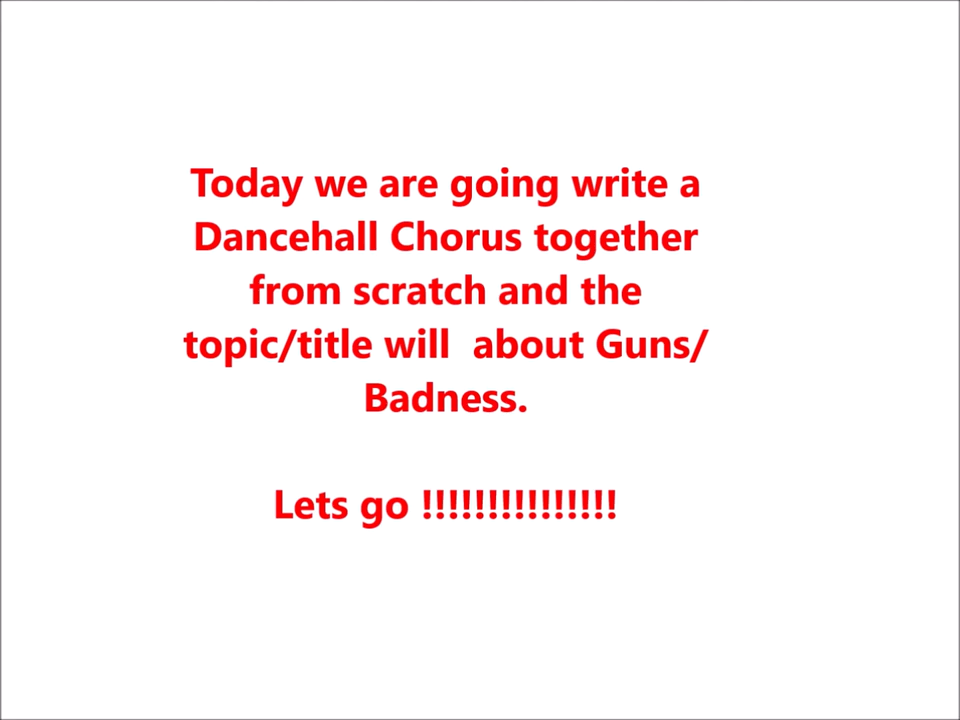 Today we are going write a
Dancehall Chorus together
from scratch and the
topic/title will  about Guns/
Badness.
Lets go !!!!!!!!!!!!!!!